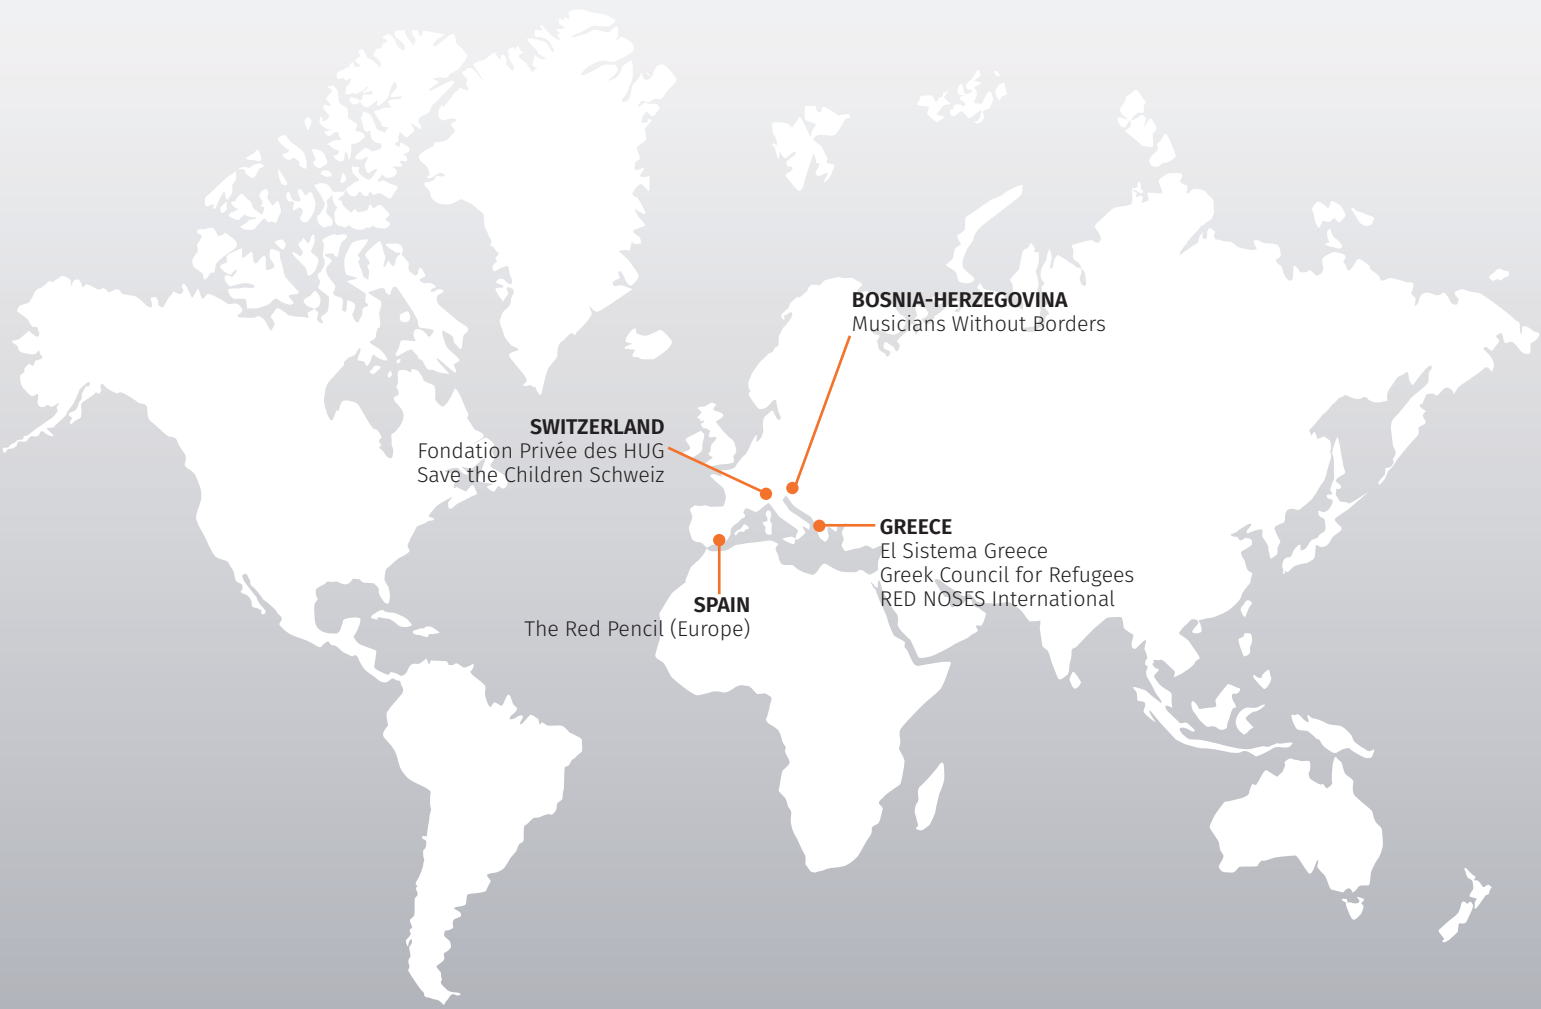 BOSNIA-HERZEGOVINA
Musicians Without Borders
SWITZERLAND
Fondation Privée des HUG
Save the Children Schweiz
GREECE
El Sistema Greece
Greek Council for Refugees
RED NOSES International
SPAIN
The Red Pencil (Europe)